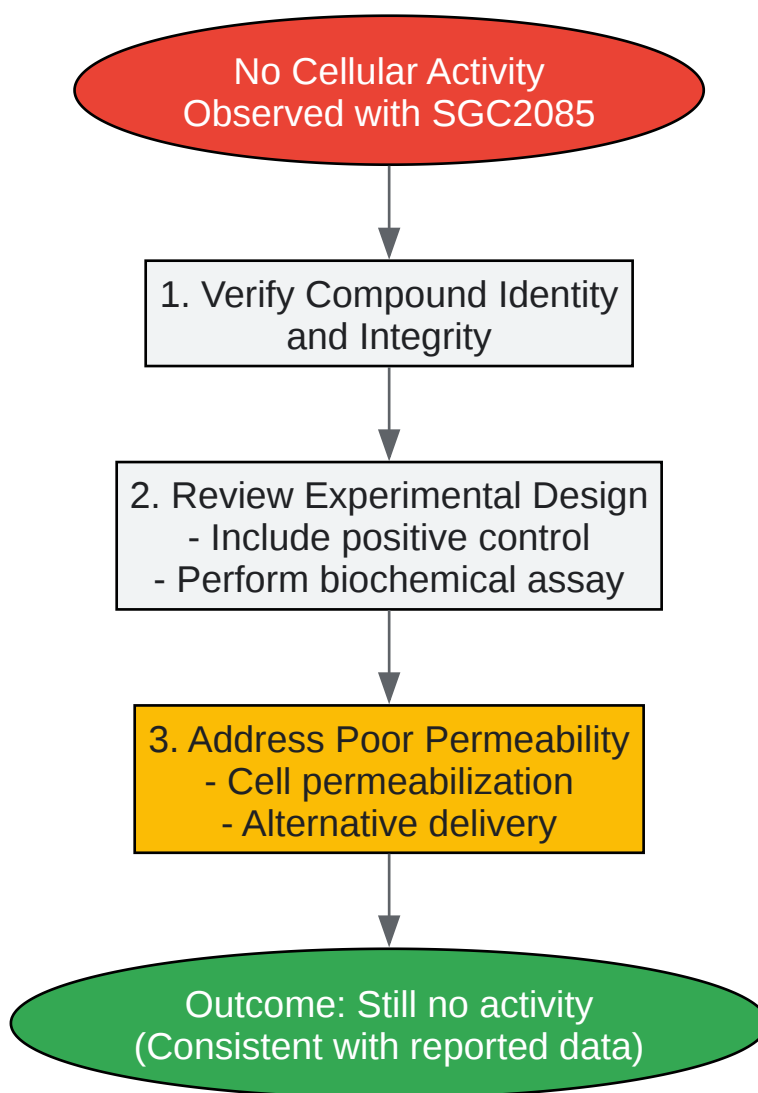 No Cellular Activity
Observed with SGC2085
1. Verify Compound Identity
and Integrity
2. Review Experimental Design
- Include positive control
- Perform biochemical assay
3. Address Poor Permeability
- Cell permeabilization
- Alternative delivery
Outcome: Still no activity
(Consistent with reported data)